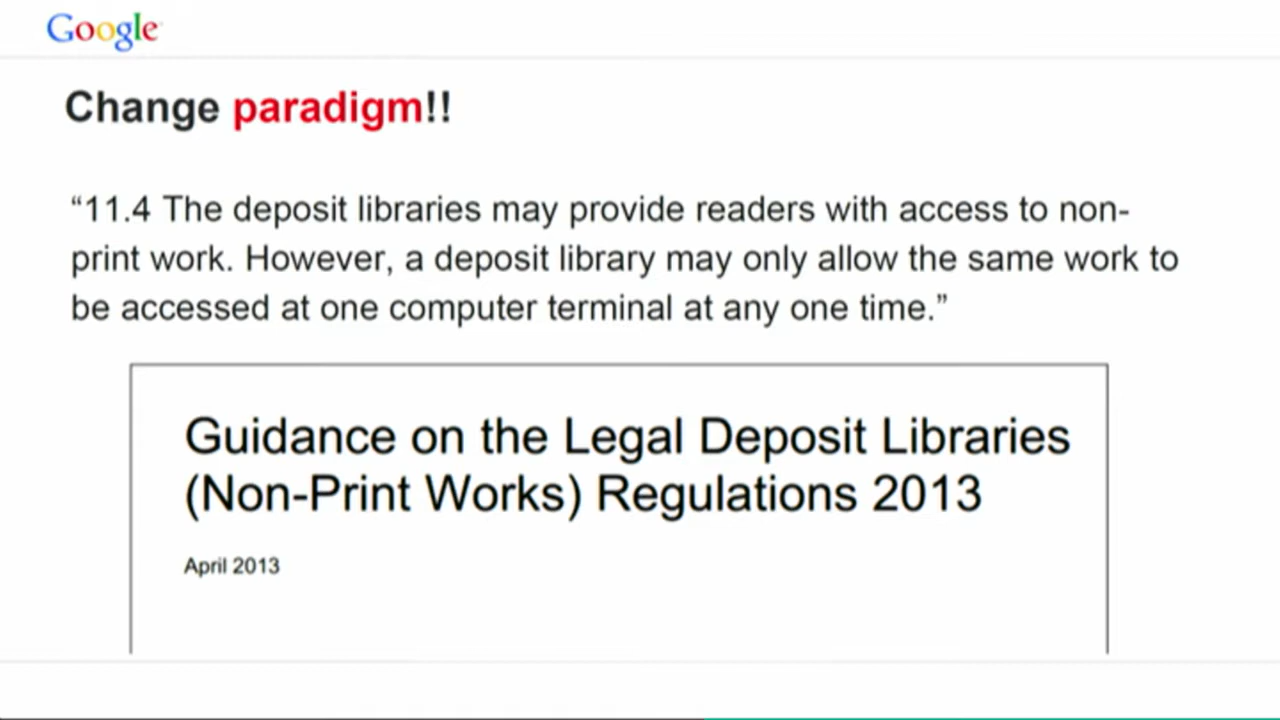 Google
Change paradigm!!
“11.4 The deposit libraries may provide readers with access to non-
print work. However, a deposit library may only allow the same work to
be accessed at one computer terminal at any one time.”
Guidance on the Legal Deposit Libraries
(Non-Print Works) Regulations 2013
April 2013